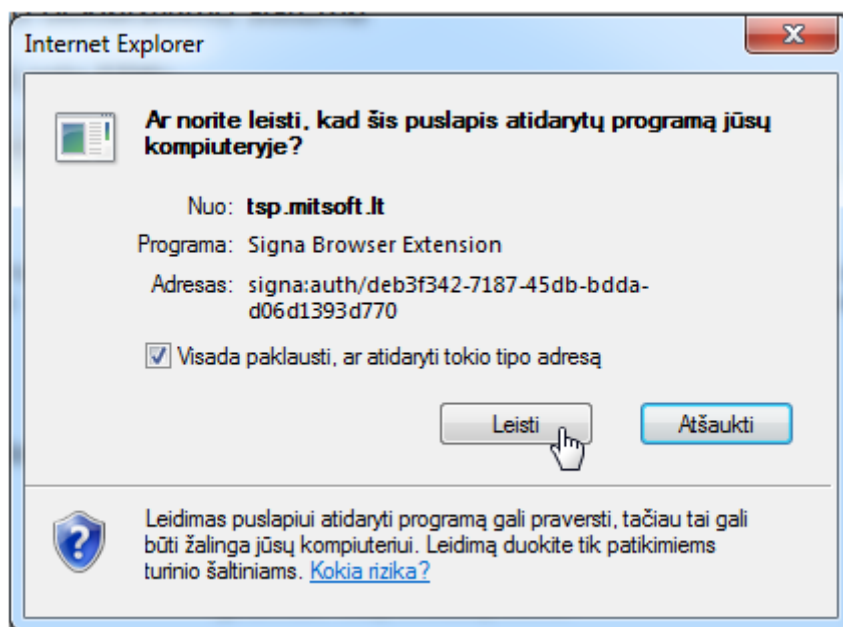 Internet Explorer
Ar norite leisti, kad šis puslapis atidarytų programą jūsų
kompiuteryje?
Nuo: tsp.mitsoft.lt
Programa: Signa Browser Extension
Adresas: signa:auth/deb3f342-7187-45db-bdda-
d06d1393d770
Visada paklausti, ar atidaryti tokio tipo adresą
Leisti Atšaukti
Leidimas puslapiui atidaryti programą gali praversti, tačiau tai gali
būti žalinga jūsų kompiuteriui. Leidimą duokite tik patikimiems
turinio šaltiniams. Kokia rizika?